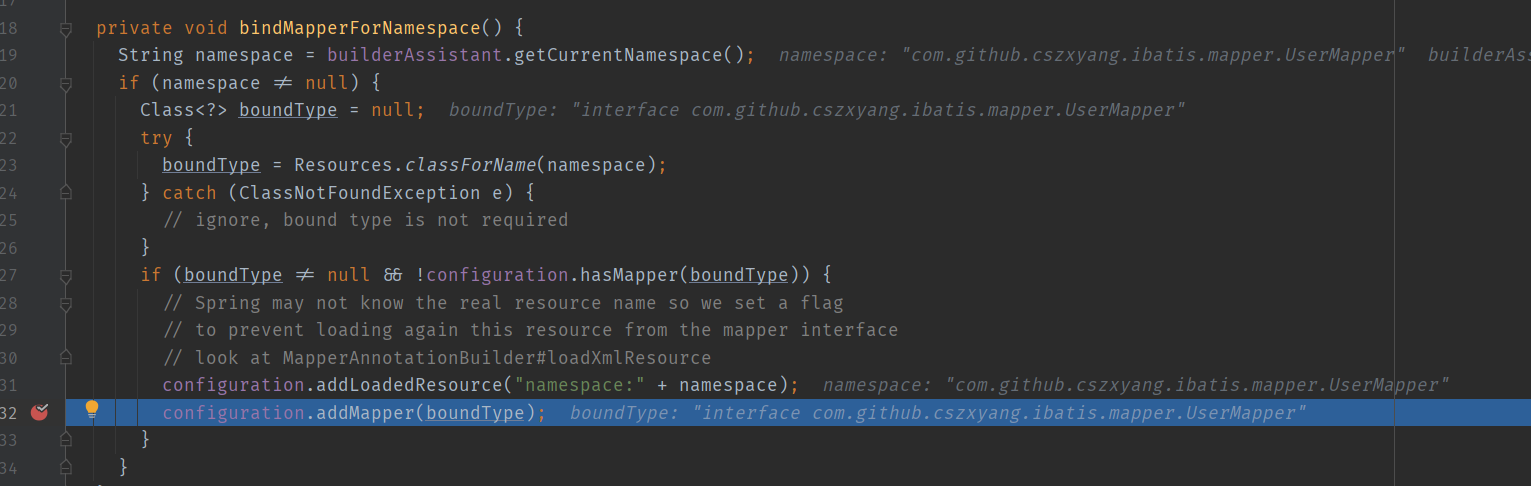 17
18 private void bindMapperForNamespace() {
19 String namespace = builderAssistant.getCurrentNamespace(); namespace: "com.github.cszxyang.ibatis.mapper.UserMapper" builderAss
20 if (namespace ≠ null) {
21 Class<?> boundType = null; boundType: "interface com.github.cszxyang.ibatis.mapper.UserMapper"
22 try {
23 boundType = Resources.classForName(namespace);
24 } catch (ClassNotFoundException e) {
25 // ignore, bound type is not required
26 }
27 if (boundType ≠ null && !configuration.hasMapper(boundType)) {
28 // Spring may not know the real resource name so we set a flag
29 // to prevent loading again this resource from the mapper interface
30 // look at MapperAnnotationBuilder#loadXmlResource
31 configuration.addLoadedResource("namespace:" + namespace); namespace: "com.github.cszxyang.ibatis.mapper.UserMapper"
32 configuration.addMapper(boundType); boundType: "interface com.github.cszxyang.ibatis.mapper.UserMapper"
33 }
34 }